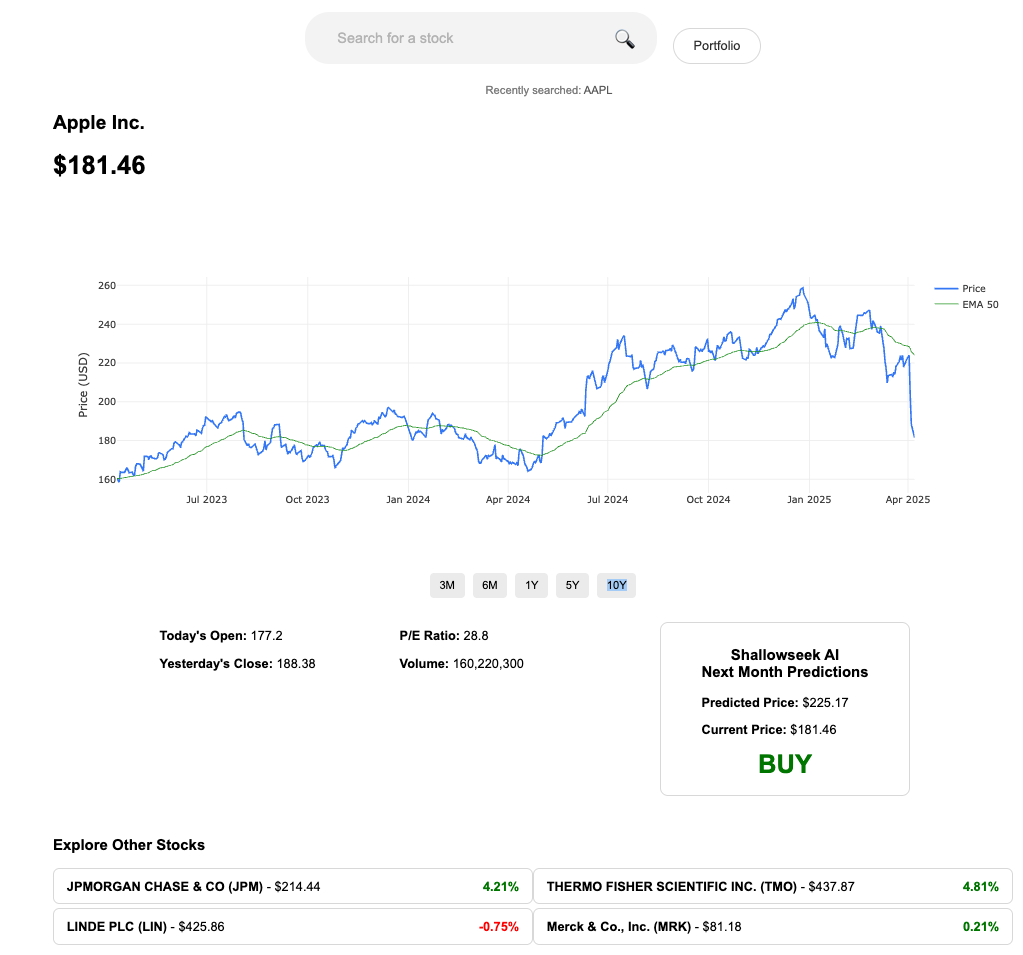 Search for a stock
Portfolio
Recently searched: AAPL
Apple Inc.
$181.46
260
240
220
200
180
160
Price (USD)
Jul 2023 Oct 2023 Jan 2024 Apr 2024 Jul 2024 Oct 2024 Jan 2025 Apr 2025
Price
EMA 50
3M 6M 1Y 5Y 10Y
Today's Open: 177.2
Yesterday's Close: 188.38
P/E Ratio: 28.8
Volume: 160,220,300
Shallowseek AI
Next Month Predictions
Predicted Price: $225.17
Current Price: $181.46
BUY
Explore Other Stocks
JPMORGAN CHASE & CO (JPM) - $214.44 4.21%
THERMO FISHER SCIENTIFIC INC. (TMO) - $437.87 4.81%
LINDE PLC (LIN) - $425.86 -0.75%
Merck & Co., Inc. (MRK) - $81.18 0.21%